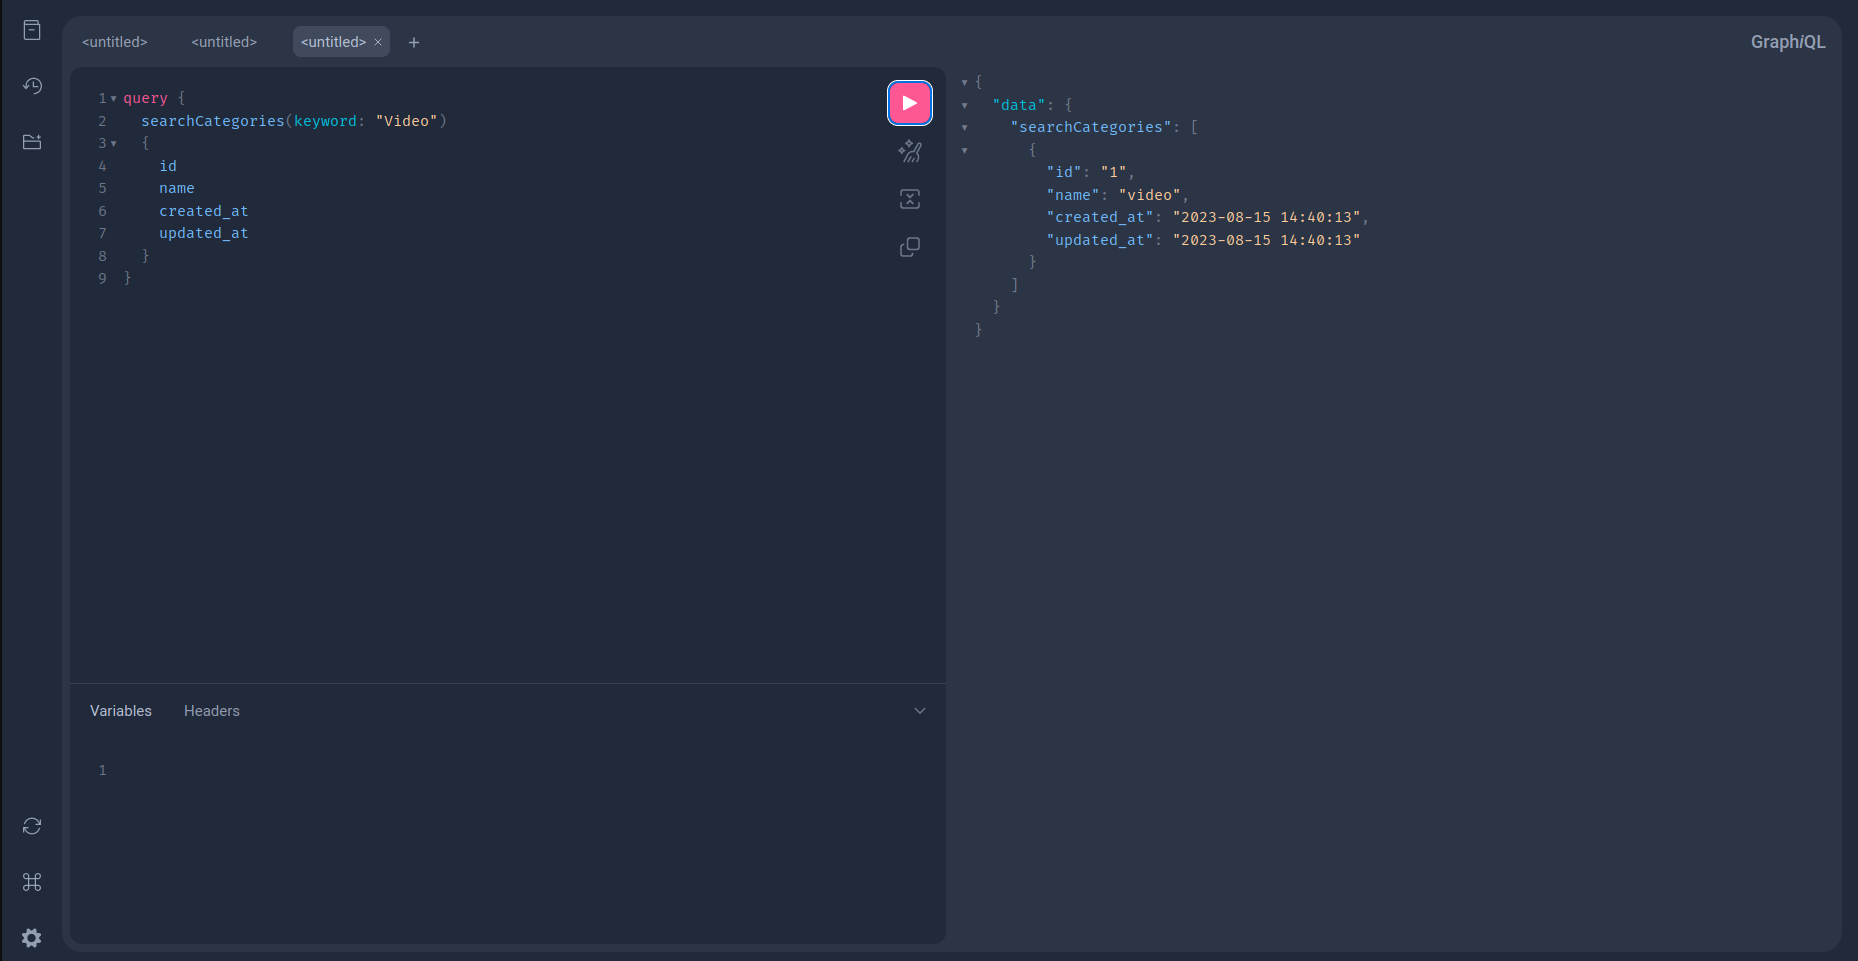 <untitled> <untitled> <untitled> × +
GraphiQL
1 query {
2 searchCategories(keyword: "Video")
3 {
4 id
5 name
6 created_at
7 updated_at
8 }
9 }
{
"data": {
"searchCategories": [
{
"id": "1",
"name": "video",
"created_at": "2023-08-15 14:40:13",
"updated_at": "2023-08-15 14:40:13"
}
]
}
}
Variables Headers
1